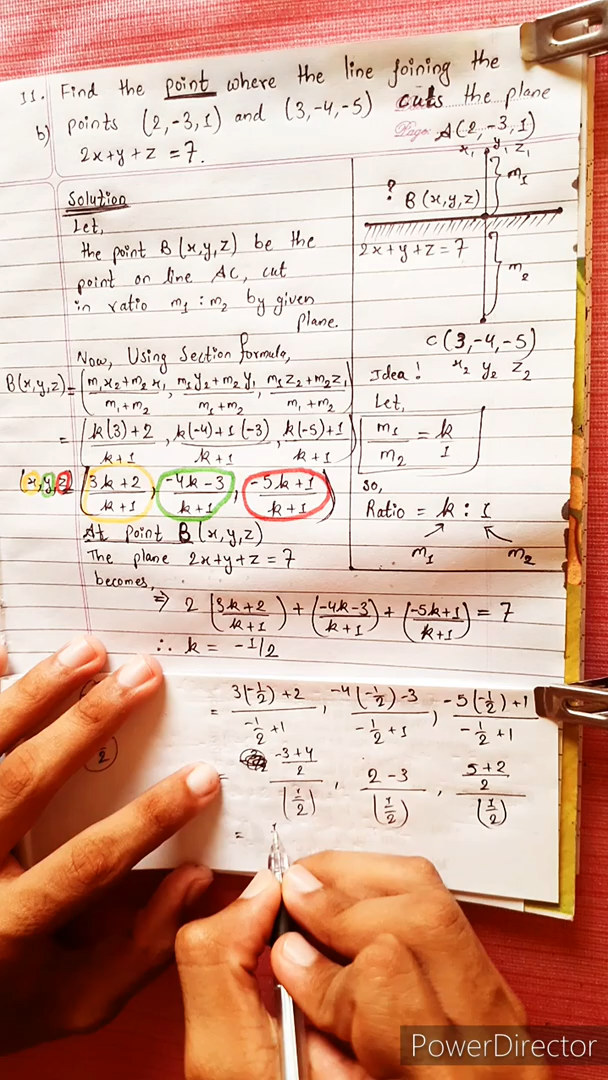 11. Find the point where the line joining the
b) points (2,-3,1) and (3,-4,-5) cuts the plane
2x+y+z=7.
Page:
A(2,-3,1)
x₁ y₁ z₁
m₁
? B(x,y,z)
2x+y+z=7
m₂
C(3,-4,-5)
x₂ y₂ z₂
Idea!
Let,
m₁/m₂ = k/1
so,
Ratio = k : 1
m₁ m₂
Solution
Let,
the point B(x,y,z) be the
point on line AC, cut
in ratio m₁ : m₂ by given
plane.
Now, Using Section formula,
B(x,y,z) = ((m₁x₂+m₂x₁)/(m₁+m₂), (m₁y₂+m₂y₁)/(m₁+m₂), (m₁z₂+m₂z₁)/(m₁+m₂))
= ((k(3)+2)/(k+1), (k(-4)+1(-3))/(k+1), (k(-5)+1)/(k+1))
(x,y,z) ((3k+2)/(k+1), (-4k-3)/(k+1), (-5k+1)/(k+1))
At point B(x,y,z)
The plane 2x+y+z=7
becomes,
⇒ 2((3k+2)/(k+1)) + ((-4k-3)/(k+1)) + ((-5k+1)/(k+1)) = 7
∴ k = -1/2
= (3(-1/2)+2)/(-1/2+1), (-4(-1/2)-3)/(-1/2+1), (-5(-1/2)+1)/(-1/2+1)
= ((-3+4)/2)/(1/2), (2-3)/(1/2), ((5+2)/2)/(1/2)
=
PowerDirector